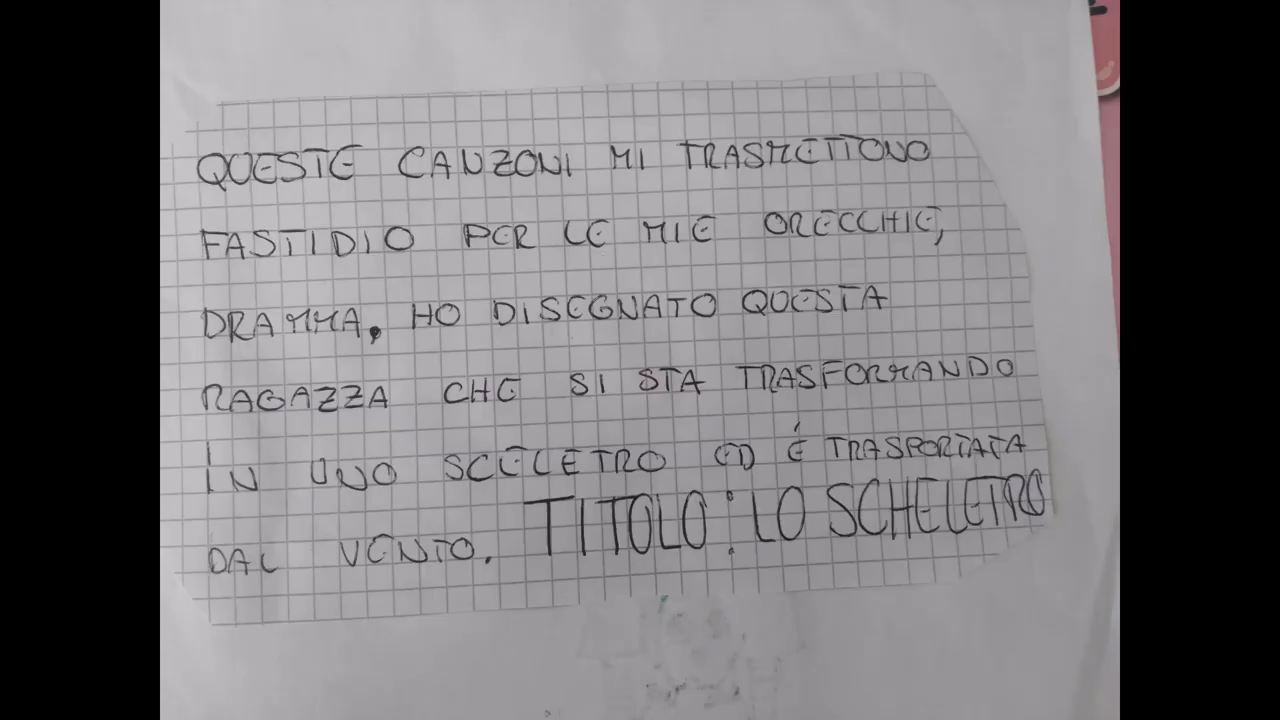 QUESTE CANZONI MI TRASMETTONO
FASTIDIO PER LE MIE ORECCHIE,
DRAMMA. HO DISEGNATO QUESTA
RAGAZZA CHE SI STA TRASFORMANDO
IN UNO SCELETRO ED É TRASPORTATA
DAL VENTO. TITOLO: LO SCHELETRO